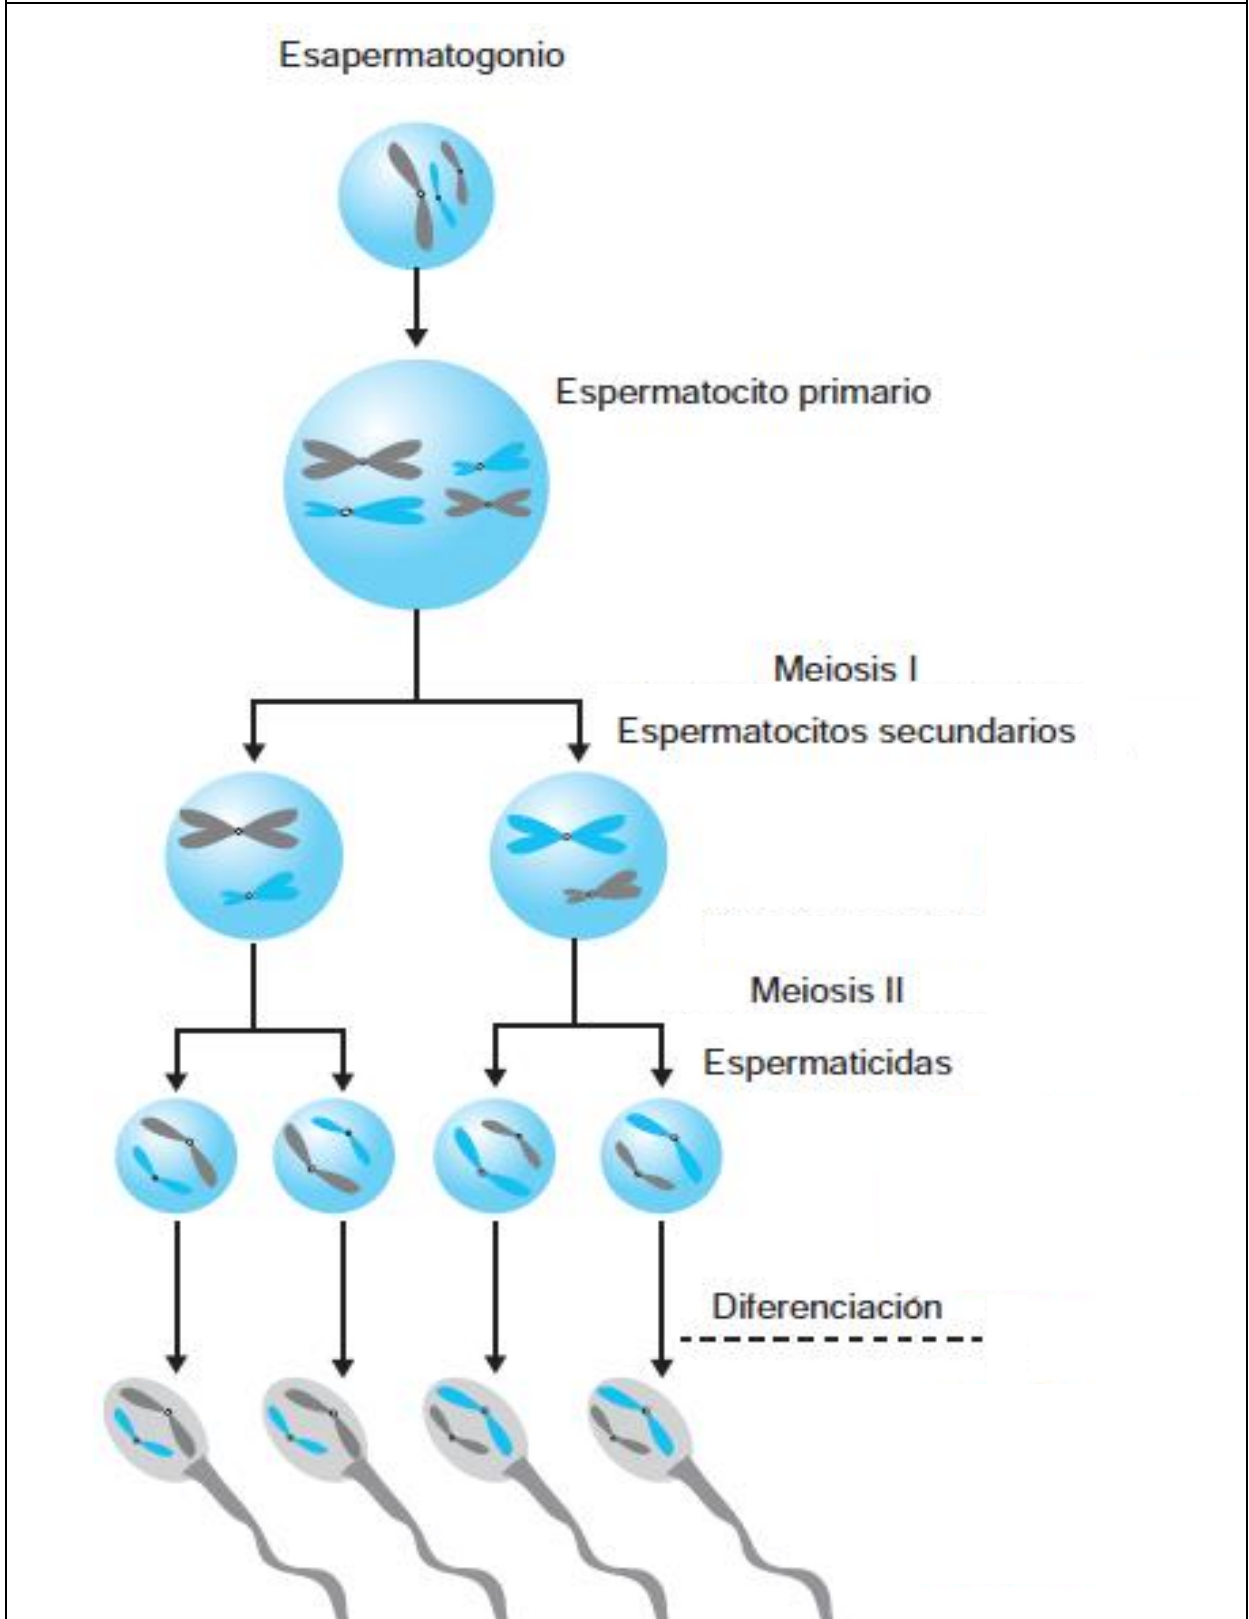 Esapermatogonio
Espermatocito primario
Meiosis I
Espermatocitos secundarios
Meiosis II
Espermaticidas
Diferenciación